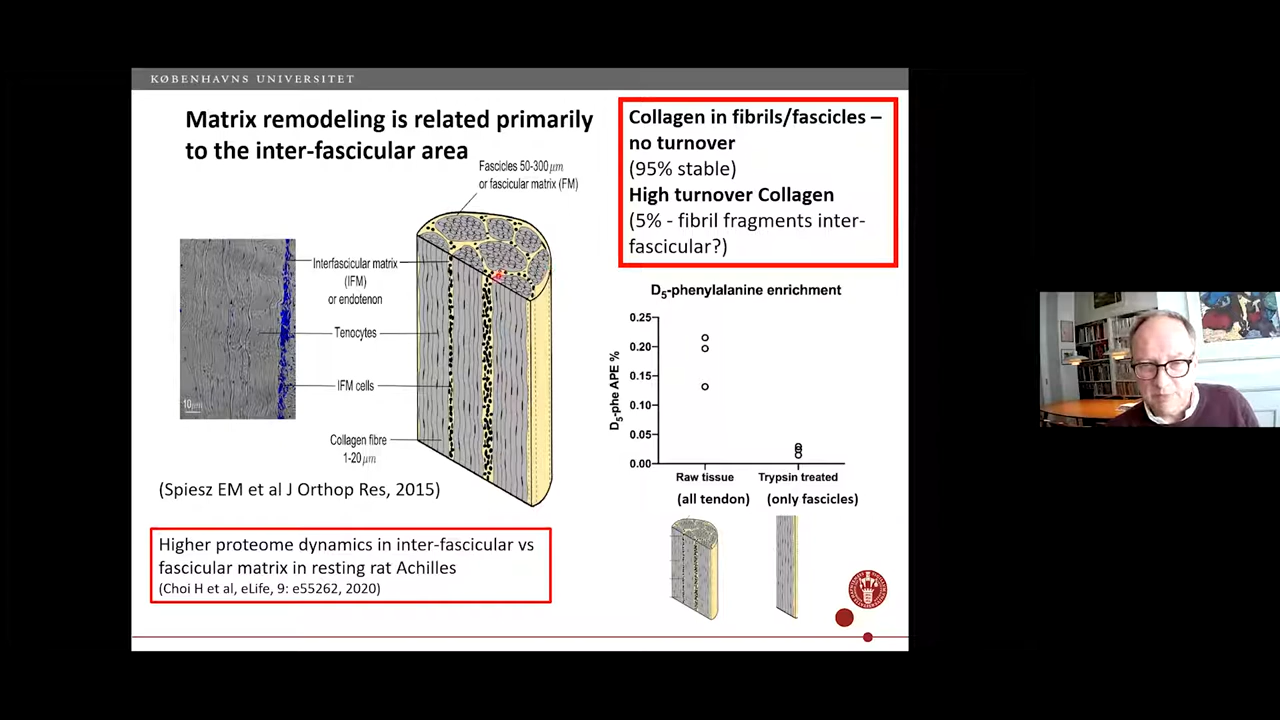 KØBENHAVNS UNIVERSITET
Matrix remodeling is related primarily
to the inter-fascicular area
Fascicles 50-300 µm
or fascicular matrix (FM)
Interfascicular matrix
(IFM)
or endotenon
Tenocytes
IFM cells
10µm
Collagen fibre
1-20 µm
(Spiesz EM et al J Orthop Res, 2015)
Higher proteome dynamics in inter-fascicular vs
fascicular matrix in resting rat Achilles
(Choi H et al, eLife, 9: e55262, 2020)
Collagen in fibrils/fascicles –
no turnover
(95% stable)
High turnover Collagen
(5% - fibril fragments inter-
fascicular?)
D5-phenylalanine enrichment
D5-phe APE %
0.25
0.20
0.15
0.10
0.05
0.00
Raw tissue Trypsin treated
(all tendon) (only fascicles)